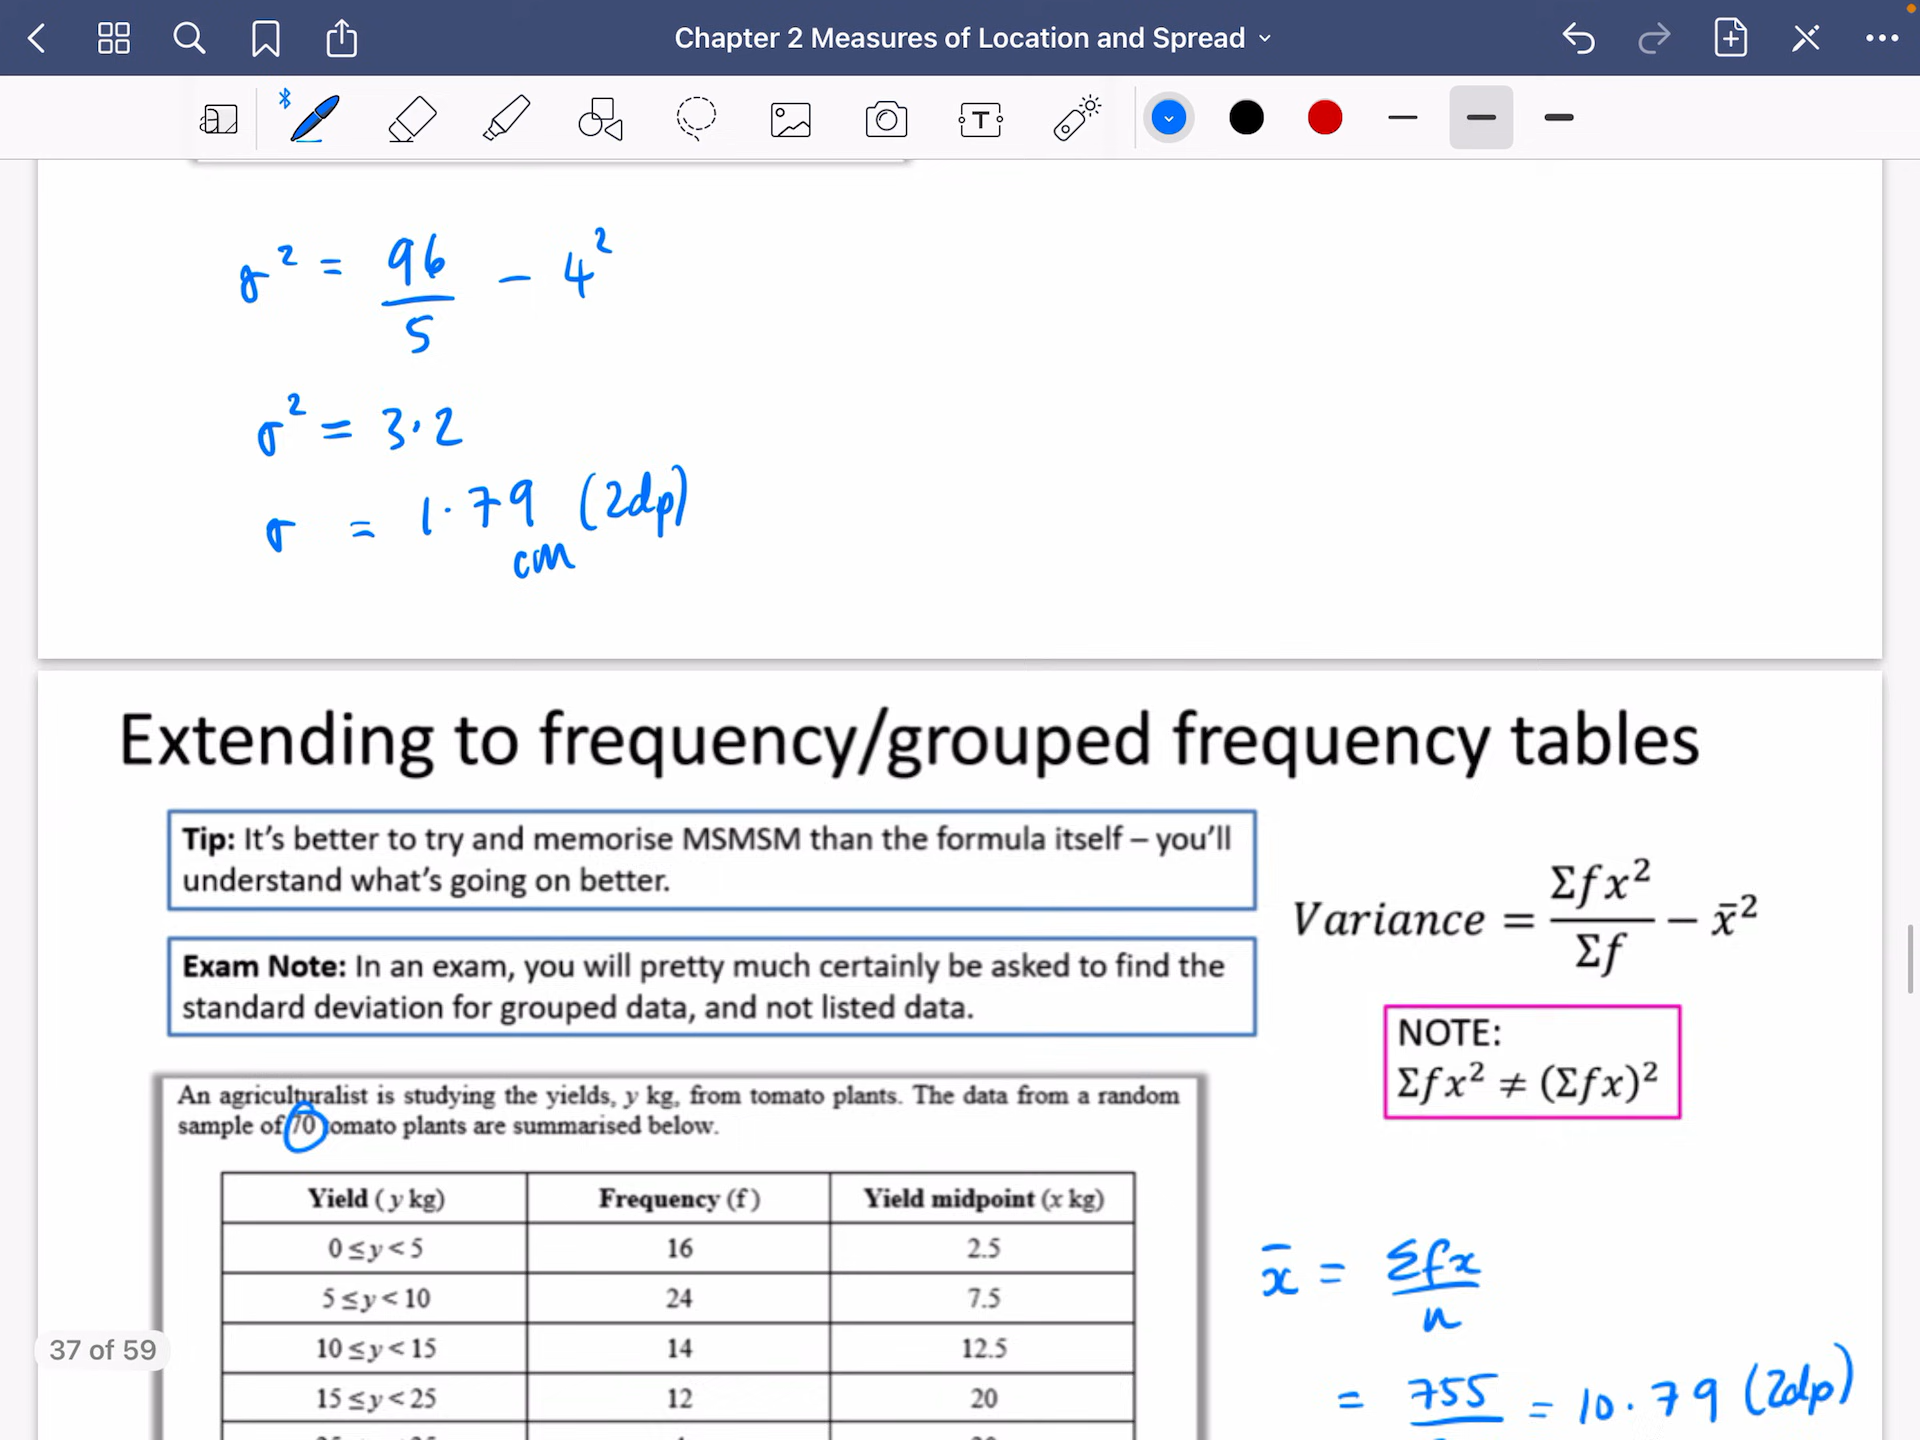 Chapter 2 Measures of Location and Spread
σ² = 96/5 - 4²
σ² = 3.2
σ = 1.79 (2dp)
cm
Extending to frequency/grouped frequency tables
Tip: It's better to try and memorise MSMSM than the formula itself – you'll
understand what's going on better.
Variance = Σfx²/Σf − x̄²
Exam Note: In an exam, you will pretty much certainly be asked to find the
standard deviation for grouped data, and not listed data.
NOTE:
Σfx² ≠ (Σfx)²
An agriculturalist is studying the yields, y kg, from tomato plants. The data from a random
sample of 70 tomato plants are summarised below.
Yield (y kg) Frequency (f) Yield midpoint (x kg)
0 ≤ y < 5 16 2.5
5 ≤ y < 10 24 7.5
10 ≤ y < 15 14 12.5
15 ≤ y < 25 12 20
x̄ = Σfx/n
= 755 = 10.79 (2dp)
37 of 59